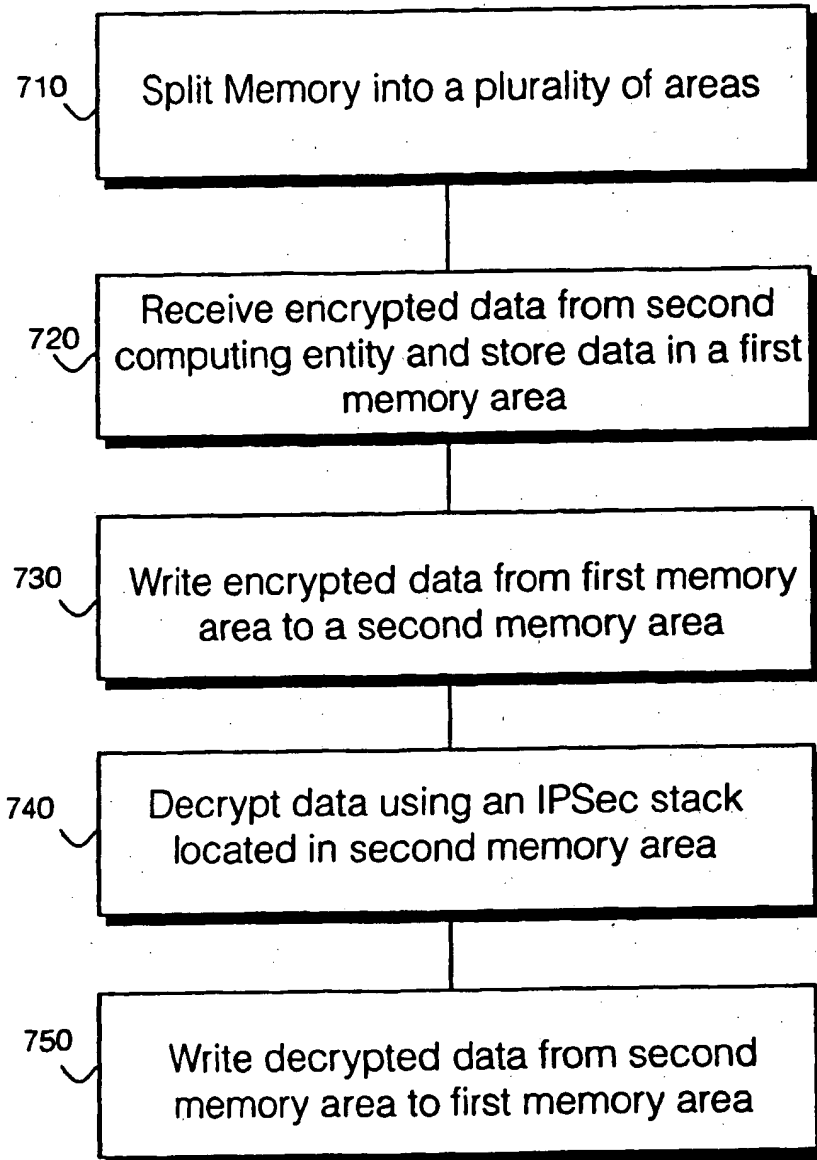 710
Split Memory into a plurality of areas
720
Receive encrypted data from second
computing entity and store data in a first
memory area
730
Write encrypted data from first memory
area to a second memory area
740
Decrypt data using an IPSec stack
located in second memory area
750
Write decrypted data from second
memory area to first memory area